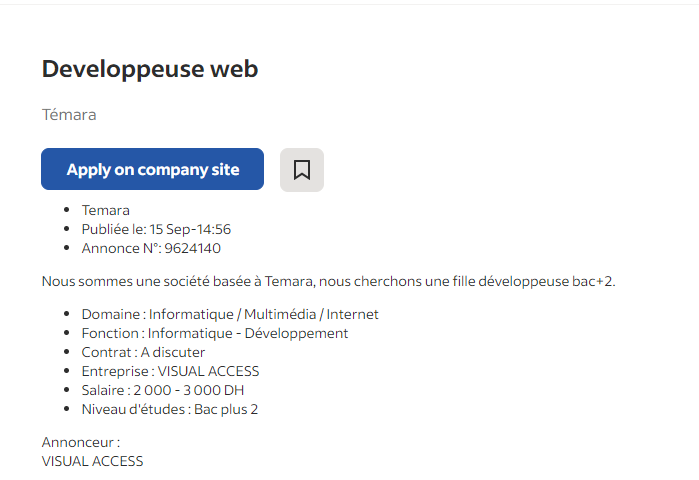 Developpeuse web
Témara
Apply on company site
Temara
Publiée le: 15 Sep-14:56
Annonce N°: 9624140
Nous sommes une société basée à Temara, nous cherchons une fille développeuse bac+2.
Domaine : Informatique / Multimédia / Internet
Fonction : Informatique - Développement
Contrat : A discuter
Entreprise : VISUAL ACCESS
Salaire : 2 000 - 3 000 DH
Niveau d'études : Bac plus 2
Annonceur :
VISUAL ACCESS